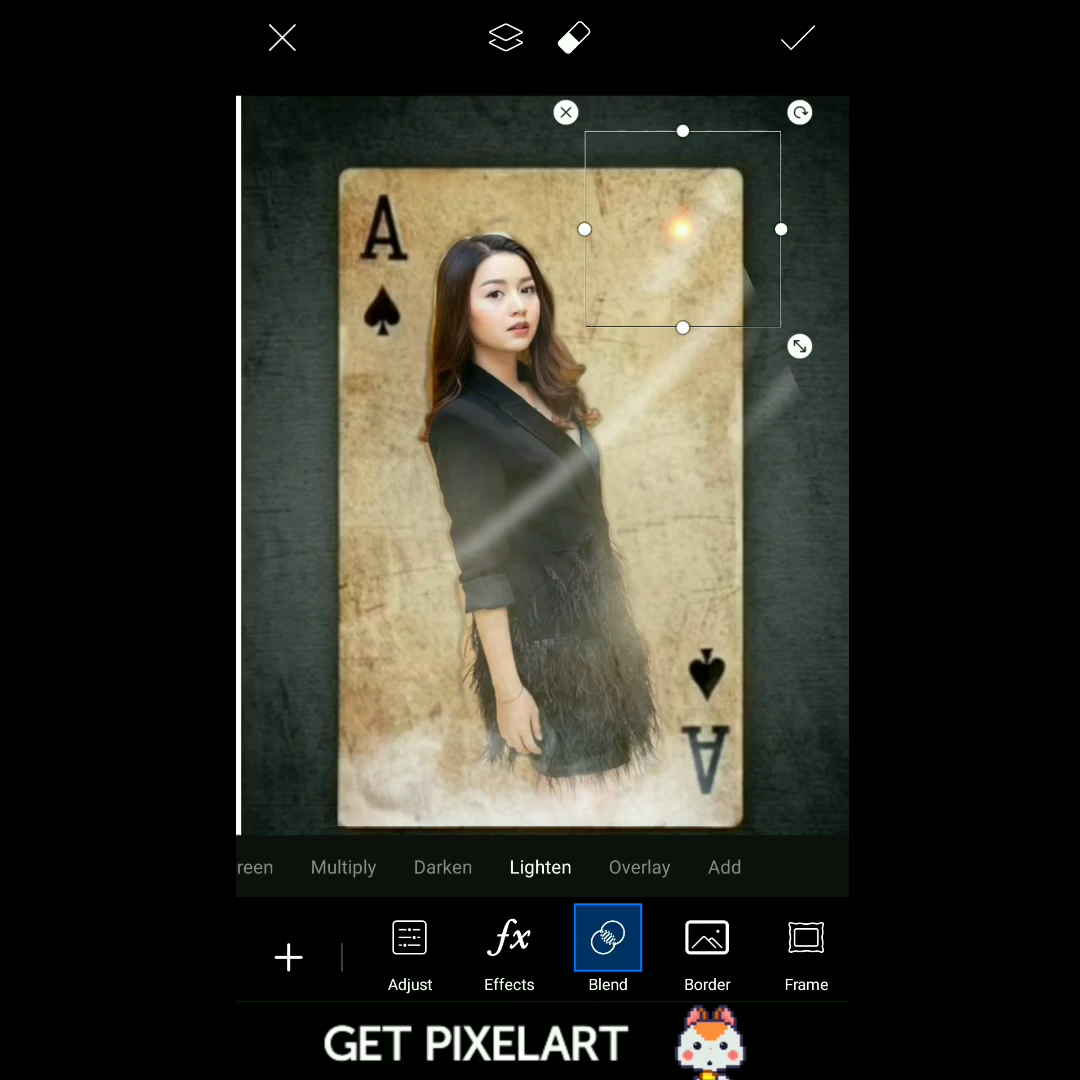 A
A
reen Multiply Darken Lighten Overlay Add
fx
Adjust Effects Blend Border Frame
GET PIXELART